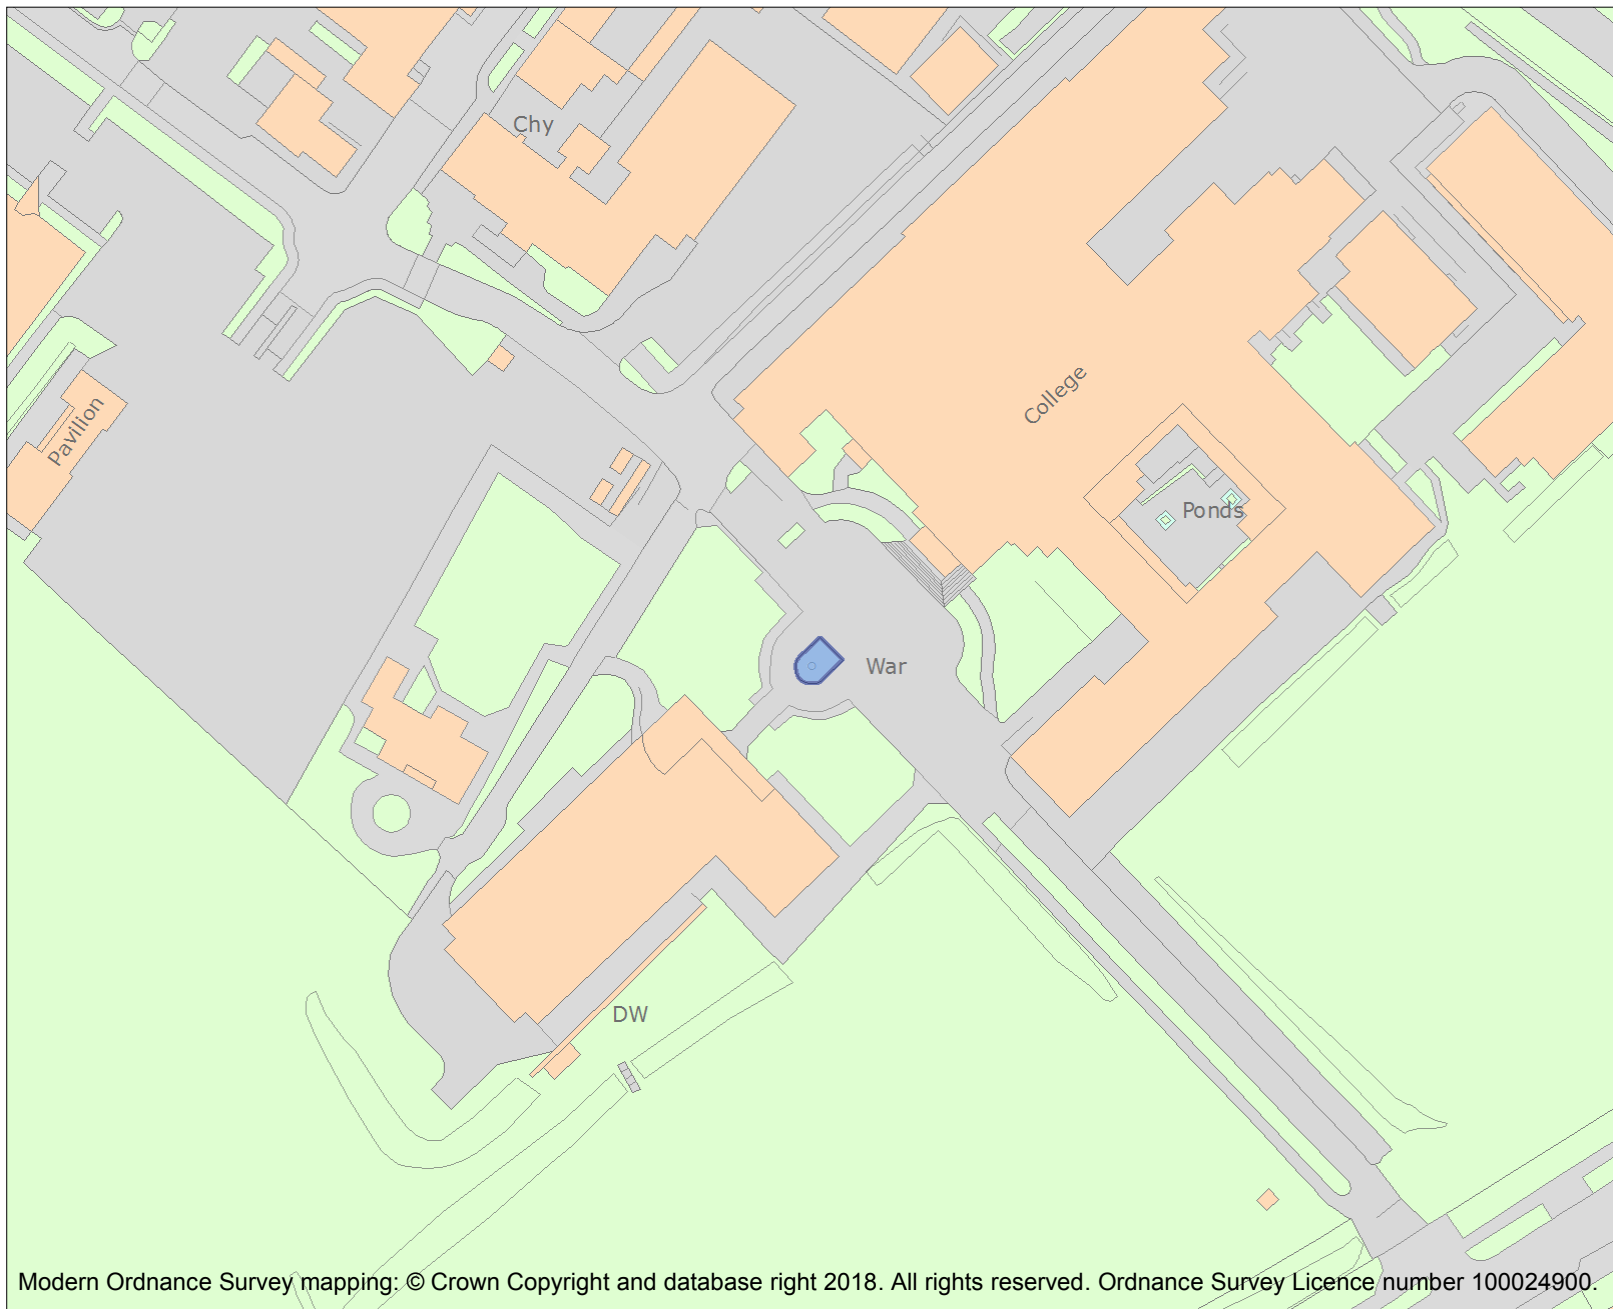 Chy
College
Pavilion
Ponds
War
DW
Modern Ordnance Survey mapping: © Crown Copyright and database right 2018. All rights reserved. Ordnance Survey Licence number 100024900.